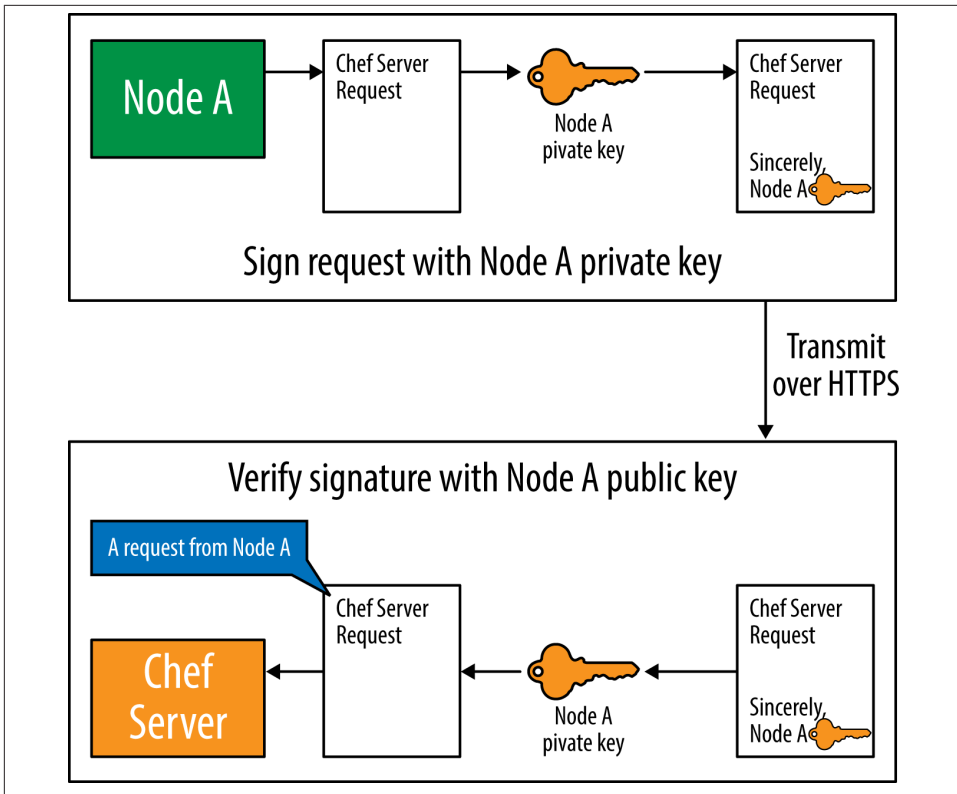 Node A
Chef Server
Request
Node A
pivate key
Chef Server
Request
Sincerely,
Node A
Sign request with Node A private key
Transmit
over HTTPS
Verify signature with Node A public key
A request from Node A
Chef
Server
Chef Server
Request
Node A
pivate key
Chef Server
Request
Sincerely,
Node A